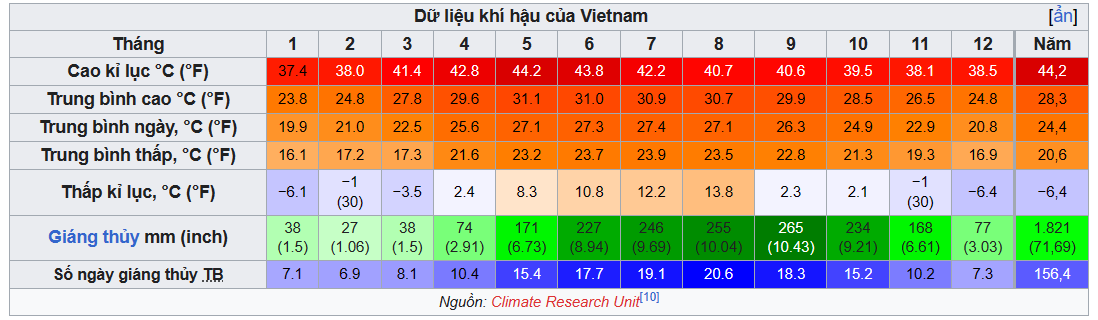 Dữ liệu khí hậu của Vietnam [ẩn]
Tháng 1 2 3 4 5 6 7 8 9 10 11 12 Năm
Cao kỉ lục °C (°F) 37.4 38.0 41.4 42.8 44.2 43.8 42.2 40.7 40.6 39.5 38.1 38.5 44,2
Trung bình cao °C (°F) 23.8 24.8 27.8 29.6 31.1 31.0 30.9 30.7 29.9 28.5 26.5 24.8 28,3
Trung bình ngày, °C (°F) 19.9 21.0 22.5 25.6 27.1 27.3 27.4 27.1 26.3 24.9 22.9 20.8 24,4
Trung bình thấp, °C (°F) 16.1 17.2 17.3 21.6 23.2 23.7 23.9 23.5 22.8 21.3 19.3 16.9 20,6
Thấp kỉ lục, °C (°F) −6.1 −1 (30) −3.5 2.4 8.3 10.8 12.2 13.8 2.3 2.1 −1 (30) −6.4 −6,4
Giáng thủy mm (inch) 38 (1.5) 27 (1.06) 38 (1.5) 74 (2.91) 171 (6.73) 227 (8.94) 246 (9.69) 255 (10.04) 265 (10.43) 234 (9.21) 168 (6.61) 77 (3.03) 1.821 (71,69)
Số ngày giáng thủy TB 7.1 6.9 8.1 10.4 15.4 17.7 19.1 20.6 18.3 15.2 10.2 7.3 156,4
Nguồn: Climate Research Unit[10]